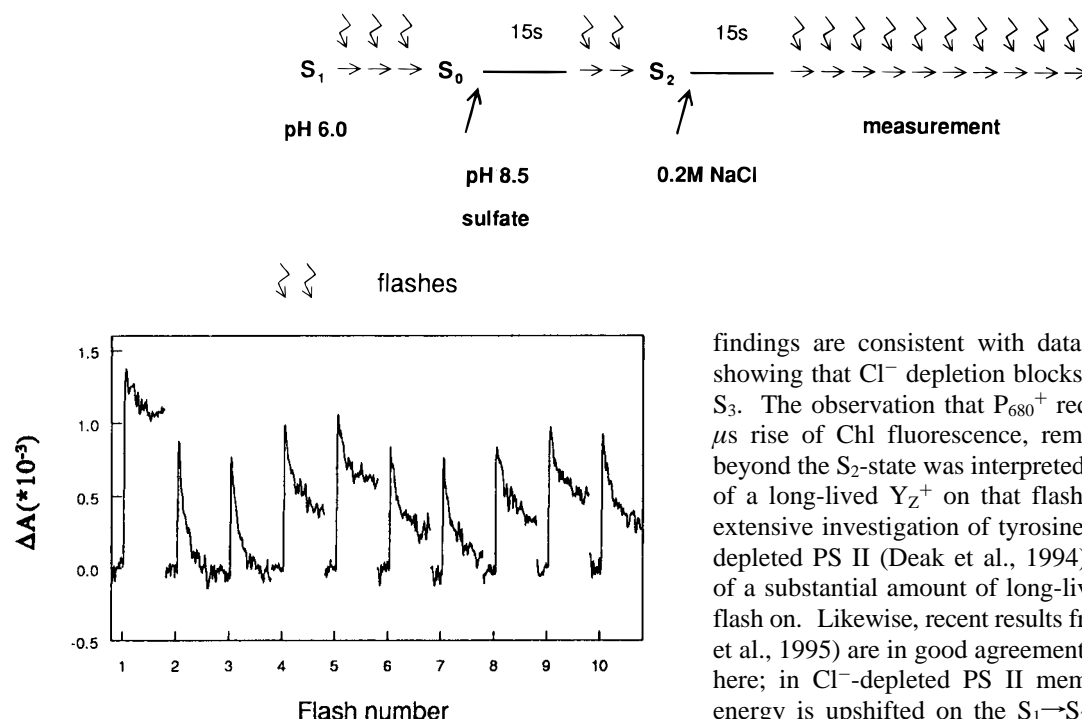 15s 15s
S₁ →→→ S₀ →→ S₂ →→→→→→→→→→
pH 6.0 measurement
pH 8.5 0.2M NaCl
sulfate
flashes
ΔA(*10⁻³)
1.5
1.0
0.5
0.0
-0.5
1 2 3 4 5 6 7 8 9 10
Flash number
findings are consistent with data
showing that Cl⁻ depletion blocks
S₃. The observation that P₆₈₀⁺ red
μs rise of Chl fluorescence, rem
beyond the S₂-state was interpreted
of a long-lived Y_Z⁺ on that flash
extensive investigation of tyrosine
depleted PS II (Deak et al., 1994)
of a substantial amount of long-liv
flash on. Likewise, recent results fr
et al., 1995) are in good agreement
here; in Cl⁻-depleted PS II mem
energy is upshifted on the S₁→S